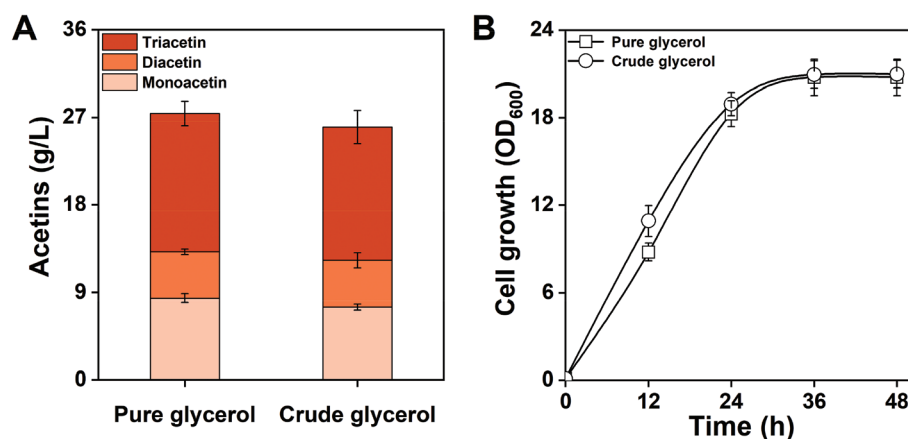 A
Triacetin
Diacetin
Monoacetin
Acetins (g/L)
36
27
18
9
0
Pure glycerol
Crude glycerol
B
Pure glycerol
Crude glycerol
Cell growth (OD600)
24
18
12
6
0
0 12 24 36 48
Time (h)